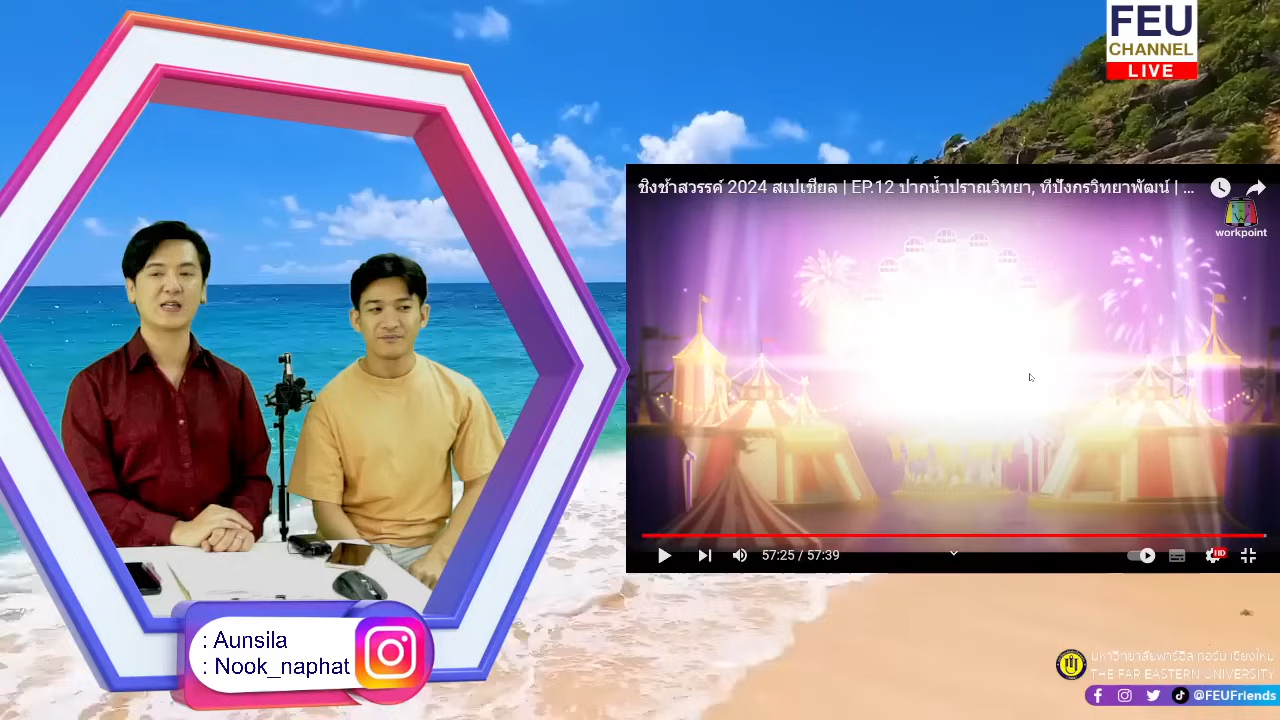 FEU
CHANNEL
LIVE
ชิงช้าสวรรค์ 2024 สเปเชียล | EP.12 ปากน้ำปราณวิทยา, ทีปังกรวิทยาพัฒน์ | ...
workpoint
57:25 / 57:39
HD
: Aunsila
: Nook_naphat
มหาวิทยาลัยฟาร์อีสเทอร์น เชียงใหม่
THE FAR EASTERN UNIVERSITY
@FEUFriends